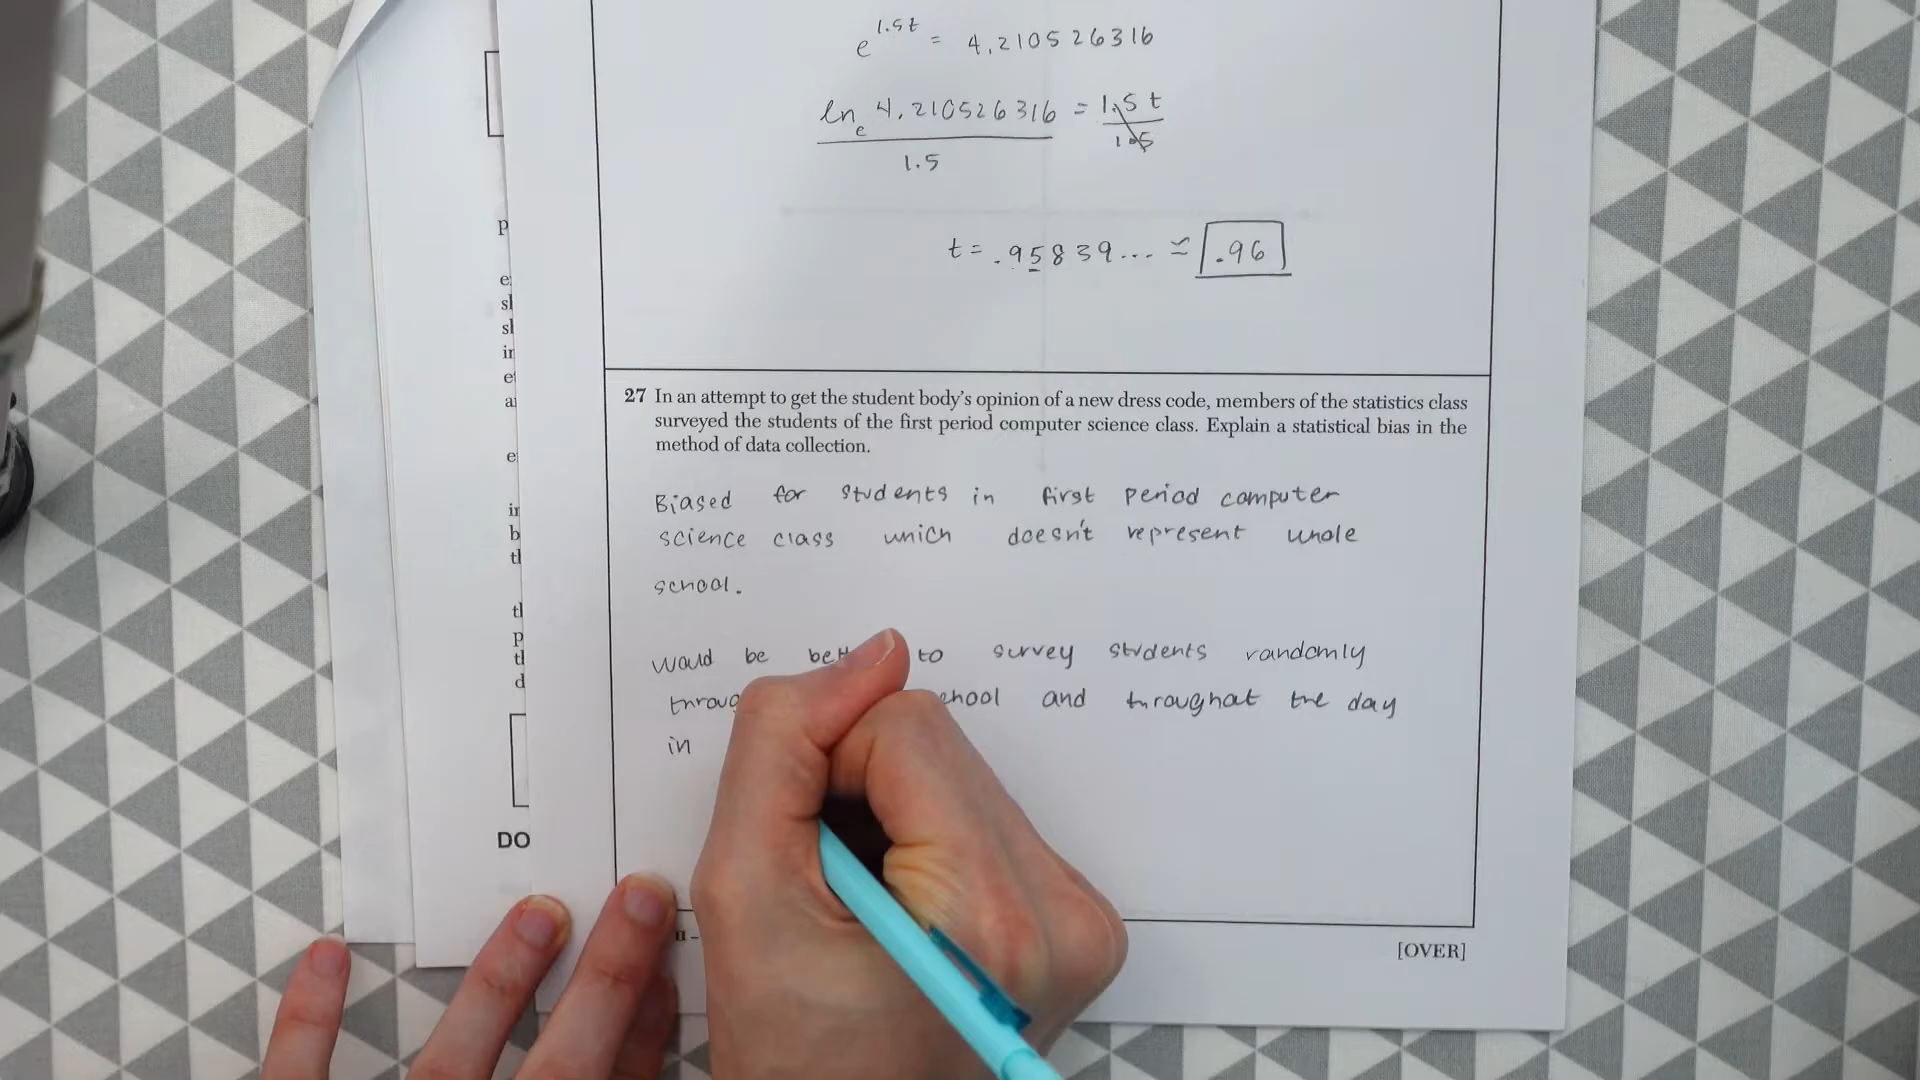 e^1.5t = 4.210526316
ln e 4.210526316 = 1.5 t
1.5 1.5
t = .95839... ≈ .96
27 In an attempt to get the student body's opinion of a new dress code, members of the statistics class
surveyed the students of the first period computer science class. Explain a statistical bias in the
method of data collection.
Biased for students in first period computer
science class which doesn't represent whole
school.
Would be to survey students randomly
and throughout the day
in
[OVER]
DO